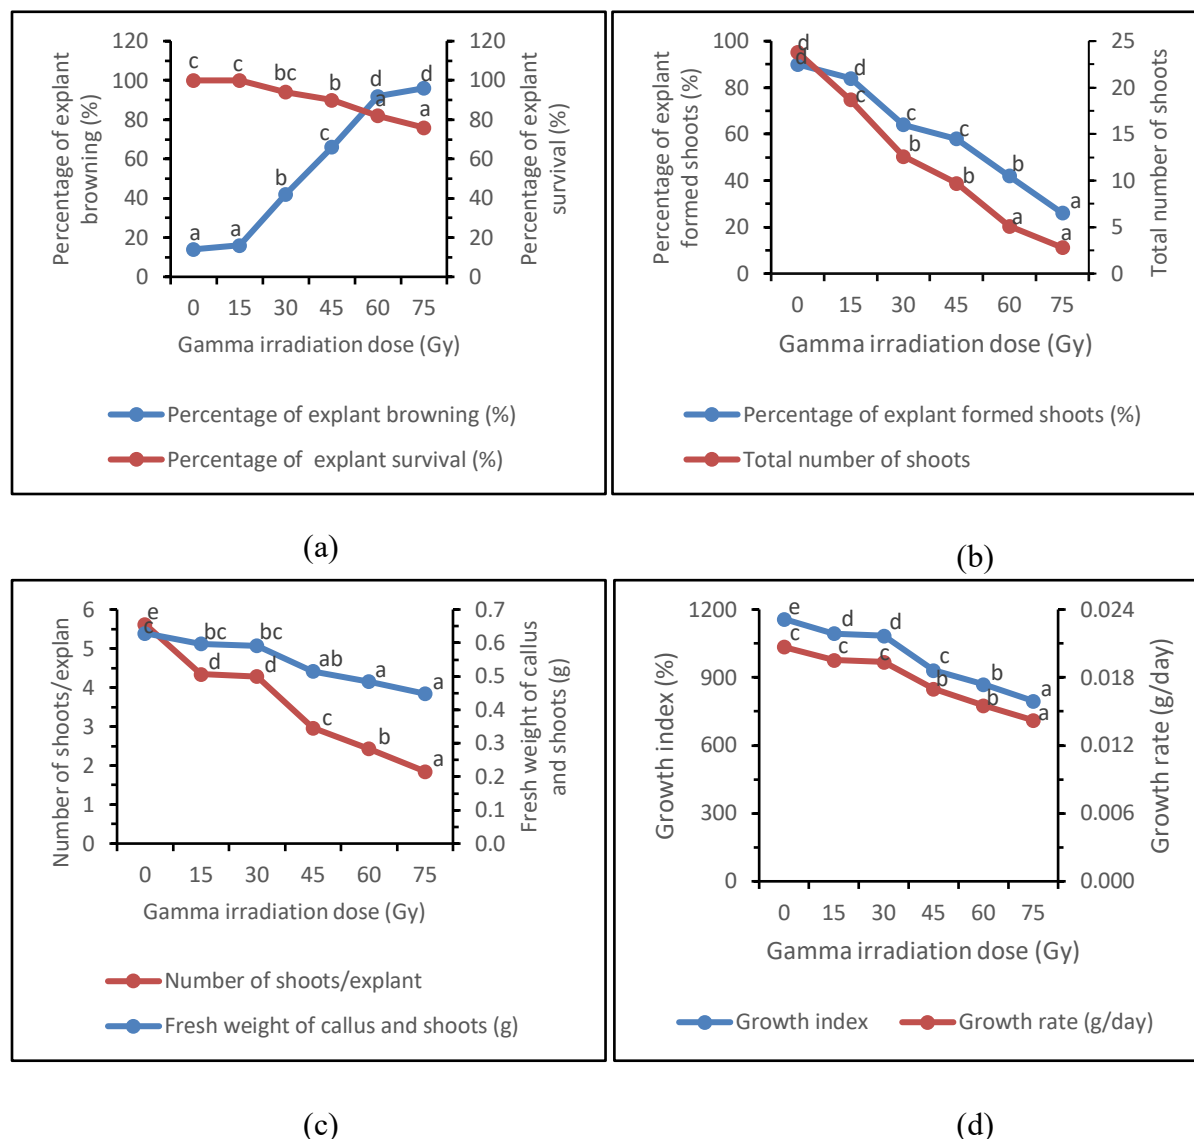 120
100
80
60
40
20
0
Percentage of explant
browning (%)
c c bc b d d
a a
c
b
a a
120
100
80
60
40
20
0
Percentage of explant
survival (%)
0 15 30 45 60 75
Gamma irradiation dose (Gy)
Percentage of explant browning (%)
Percentage of explant survival (%)
(a)
100
80
60
40
20
0
Percentage of explant
formed shoots (%)
d
d d
c c c
b b b
a a
a
25
20
15
10
5
0
Total number of shoots
0 15 30 45 60 75
Gamma irradiation dose (Gy)
Percentage of explant formed shoots (%)
Total number of shoots
(b)
6
5
4
3
2
1
0
Number of shoots/explan
e
c bc bc
ab a a
d d
c b a
0.7
0.6
0.5
0.4
0.3
0.2
0.1
0.0
Fresh weight of callus
and shoots (g)
0 15 30 45 60 75
Gamma irradiation dose (Gy)
Number of shoots/explant
Fresh weight of callus and shoots (g)
(c)
1200
900
600
300
0
Growth index (%)
e d d
c c c c
b b b a
a
0.024
0.018
0.012
0.006
0.000
Growth rate (g/day)
0 15 30 45 60 75
Gamma irradiation dose (Gy)
Growth index
Growth rate (g/day)
(d)